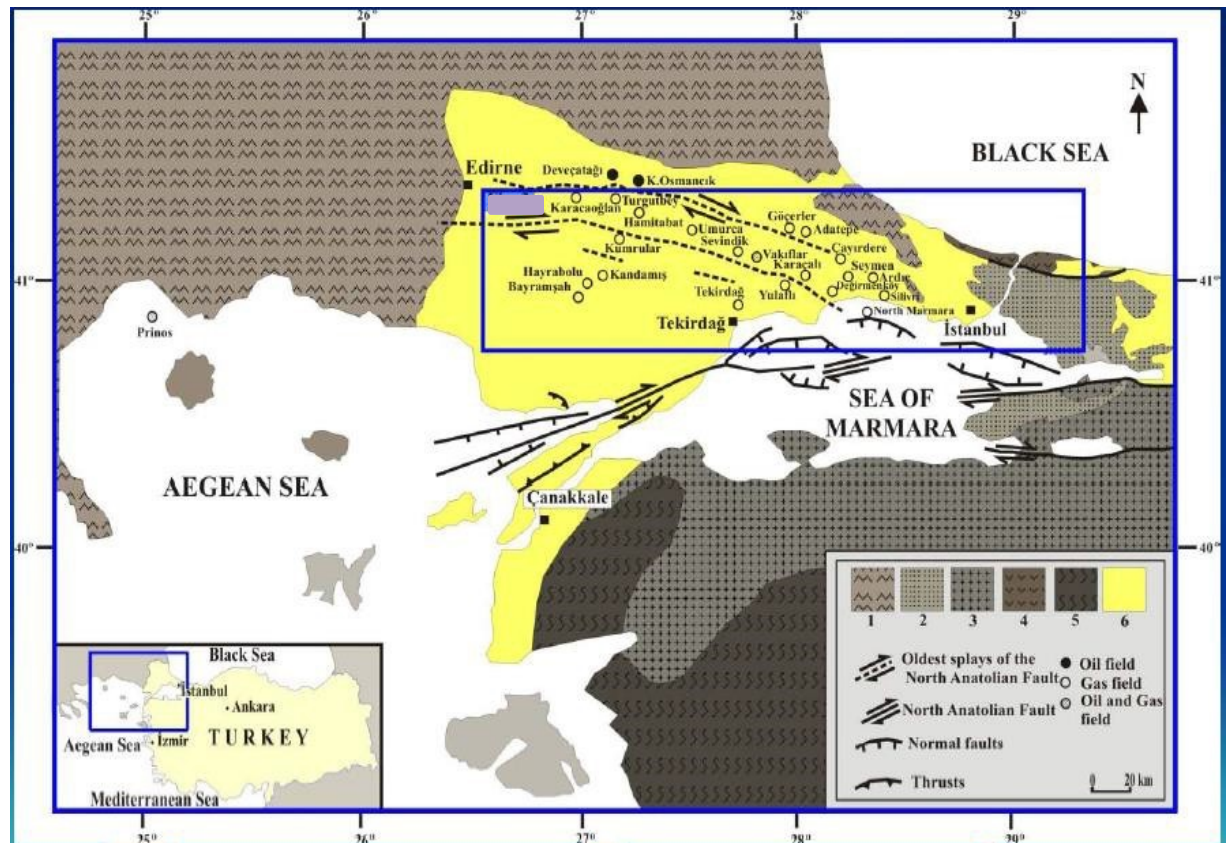 25°
26°
27°
28°
29°
N
BLACK SEA
Edirne
Deveçatağı
K.Osmancık
Karacaoğlan
Turgutbey
Hamitabat
Göçerler
Adatepe
Umurca
Sevindik
Kumrular
Vakıflar
Çayırdere
Karaçalı
Seymen
Ardıç
41°
41°
Hayrabolu
Kandamış
Bayramşah
Tekirdağ
Yulaflı
Değirmenköy
Silivri
North Marmara
Prinos
Tekirdağ
İstanbul
SEA OF
MARMARA
AEGEAN SEA
Çanakkale
40°
40°
1
2
3
4
5
6
Oldest splays of the
North Anatolian Fault
Oil field
Gas field
North Anatolian Fault
Oil and Gas
field
Normal faults
Thrusts
0
20 km
Black Sea
İstanbul
Ankara
Aegean Sea
İzmir
TURKEY
Mediterranean Sea
25°
26°
27°
28°
29°